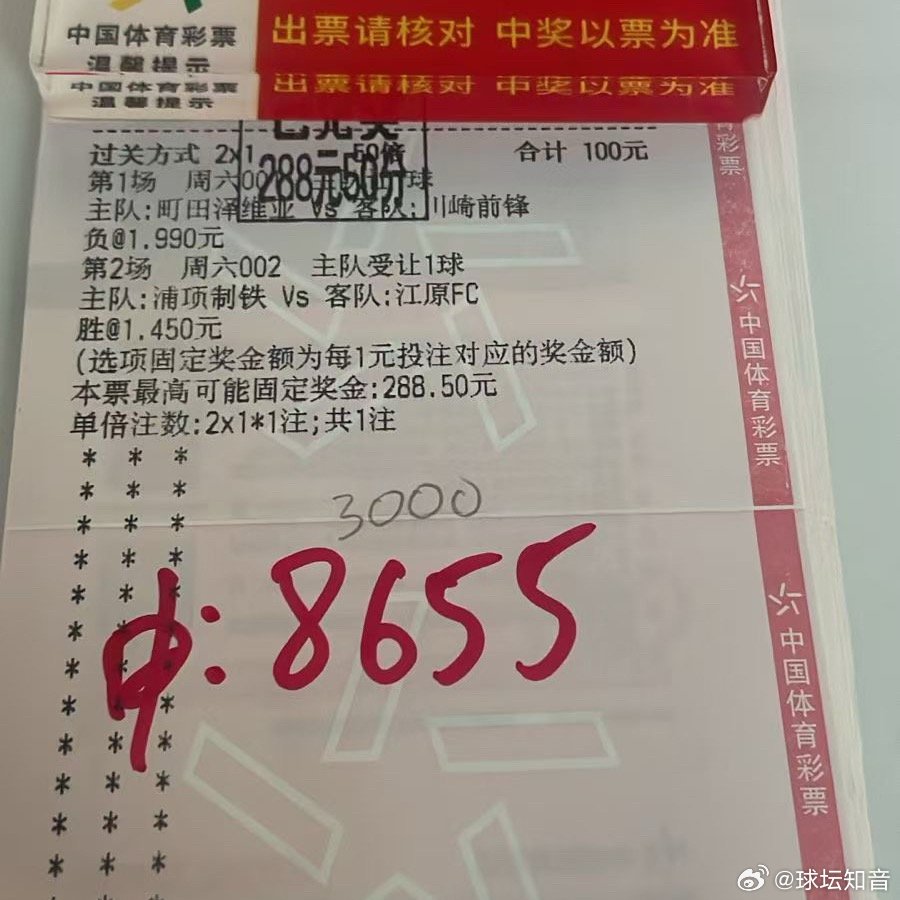 中国体育彩票
温馨提示
出票请核对 中奖以票为准
中国体育彩票
温馨提示
出票请核对 中奖以票为准
过关方式 2x1 50倍 合计 100元
288元50分
第1场 周六00
主队:町田泽维亚 Vs 客队:川崎前锋
负@1.990元
第2场 周六002 主队受让1球
主队:浦项制铁 Vs 客队:江原FC
胜@1.450元
(选项固定奖金额为每1元投注对应的奖金额)
本票最高可能固定奖金:288.50元
单倍注数:2x1*1注;共1注
* * *
* * *
* * *
* * *
* * *
* * *
* * *
* * *
* * *
* * *
* * *
* * *
3000
中:8655
育彩票
中国体育彩票
中国体育彩票
@球坛知音